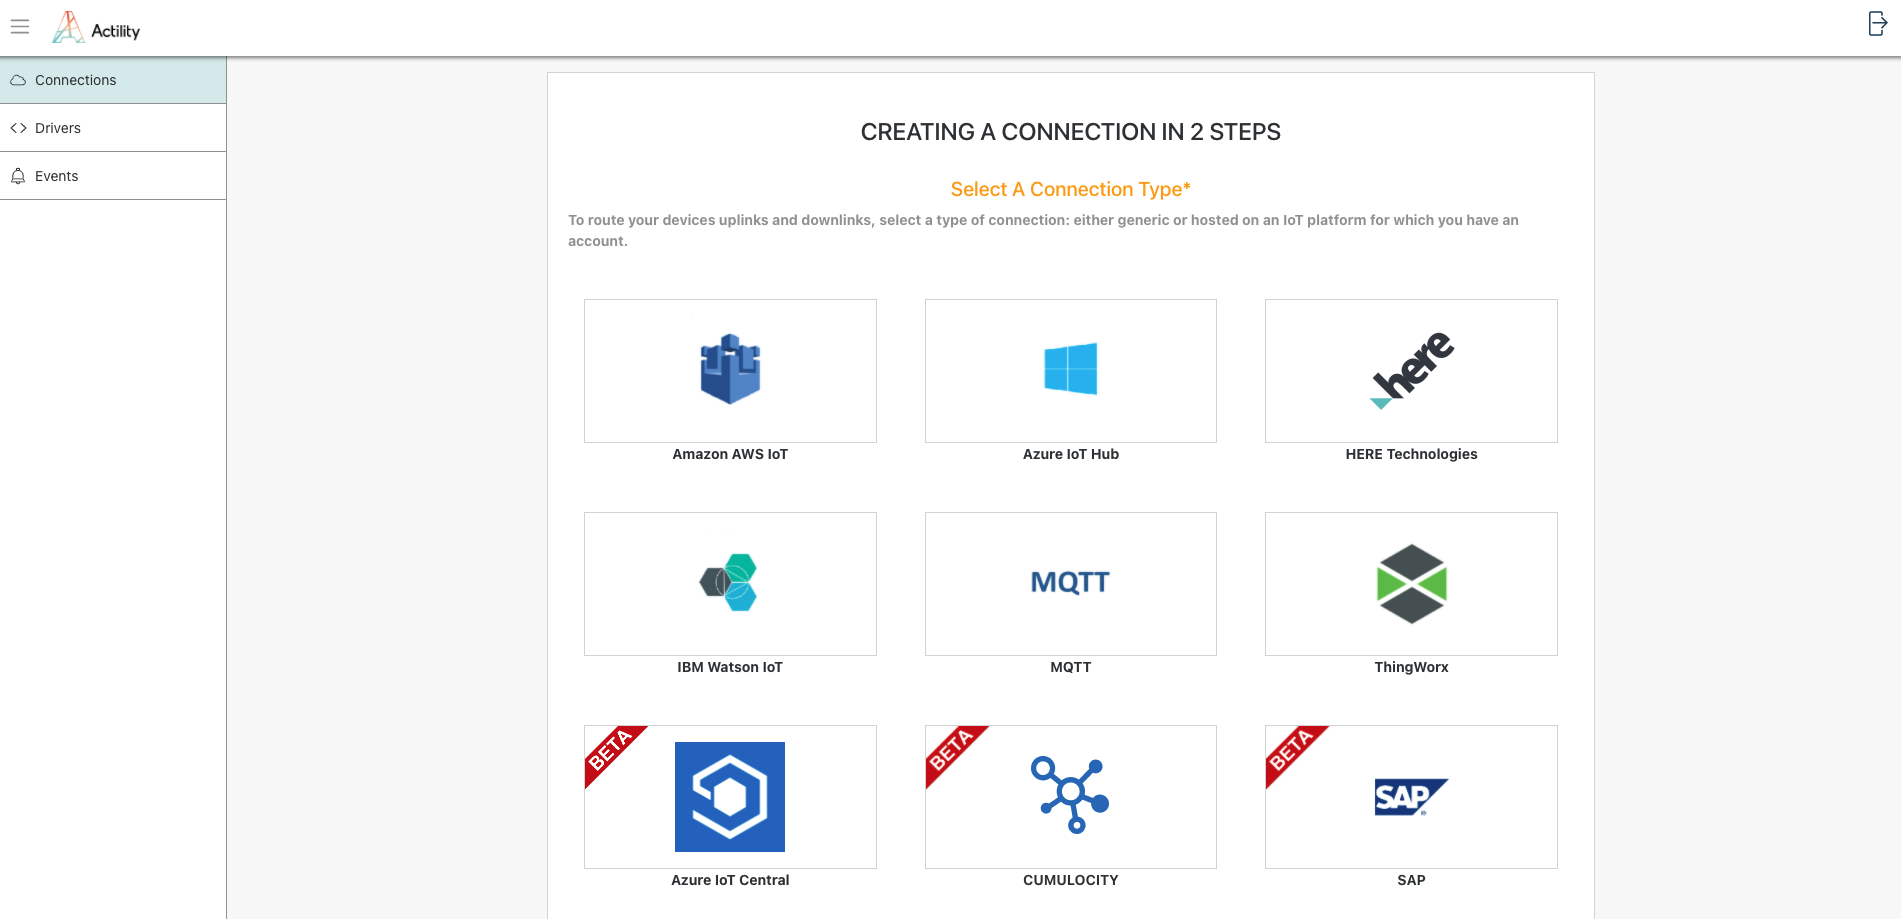 Actility
Connections
Drivers
Events
CREATING A CONNECTION IN 2 STEPS
Select A Connection Type*
To route your devices uplinks and downlinks, select a type of connection: either generic or hosted on an IoT platform for which you have an
account.
here
Amazon AWS IoT
Azure IoT Hub
HERE Technologies
MQTT
IBM Watson IoT
MQTT
ThingWorx
BETA
BETA
BETA
SAP®
Azure IoT Central
CUMULOCITY
SAP